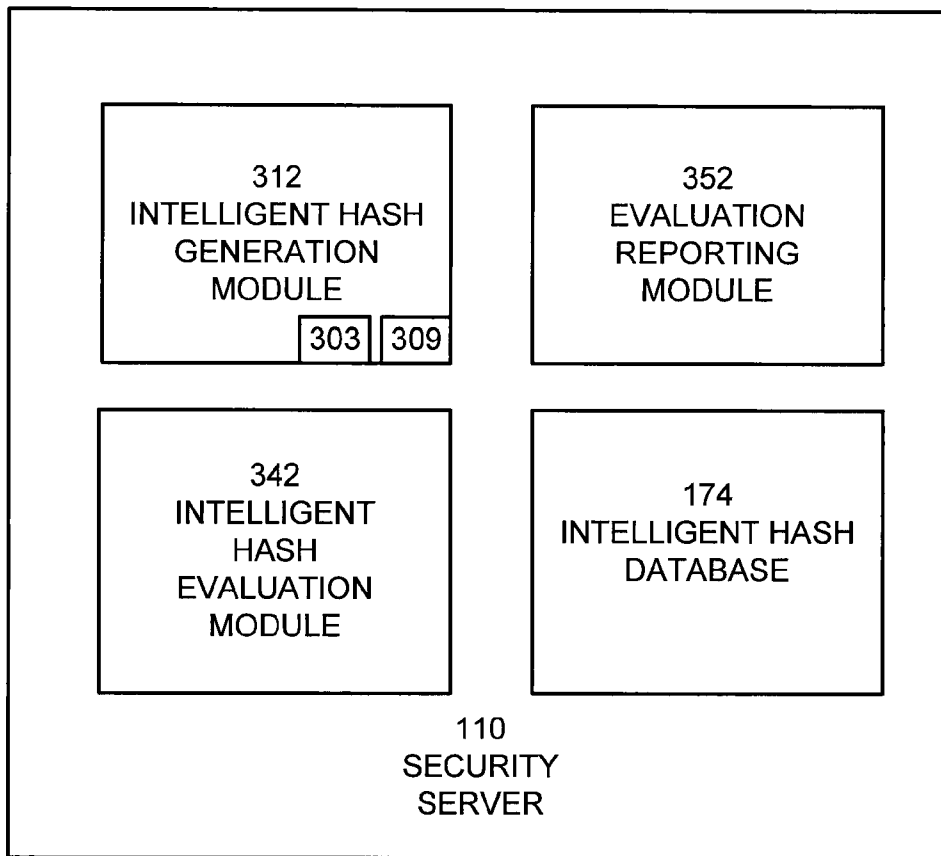 312
INTELLIGENT HASH
GENERATION
MODULE
303 309
352
EVALUATION
REPORTING
MODULE
342
INTELLIGENT
HASH
EVALUATION
MODULE
174
INTELLIGENT HASH
DATABASE
110
SECURITY
SERVER